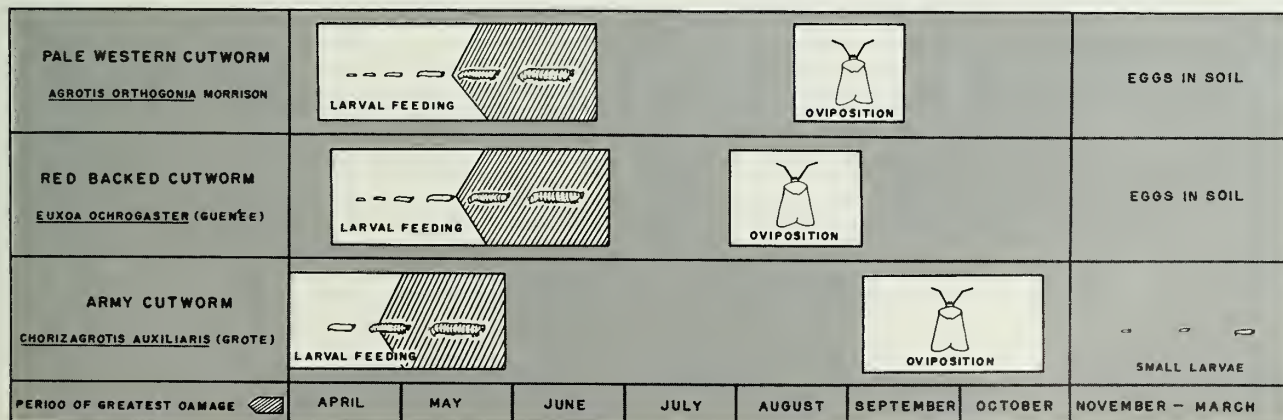 PALE WESTERN CUTWORM
AGROTIS ORTHOGONIA MORRISON
LARVAL FEEDING
OVIPOSITION
EGGS IN SOIL
RED BACKED CUTWORM
EUXOA OCHROGASTER (GUENÉE)
LARVAL FEEDING
OVIPOSITION
EGGS IN SOIL
ARMY CUTWORM
CHORIZAGROTIS AUXILIARIS (GROTE)
LARVAL FEEDING
OVIPOSITION
SMALL LARVAE
PERIOD OF GREATEST DAMAGE
APRIL MAY JUNE JULY AUGUST SEPTEMBER OCTOBER NOVEMBER - MARCH